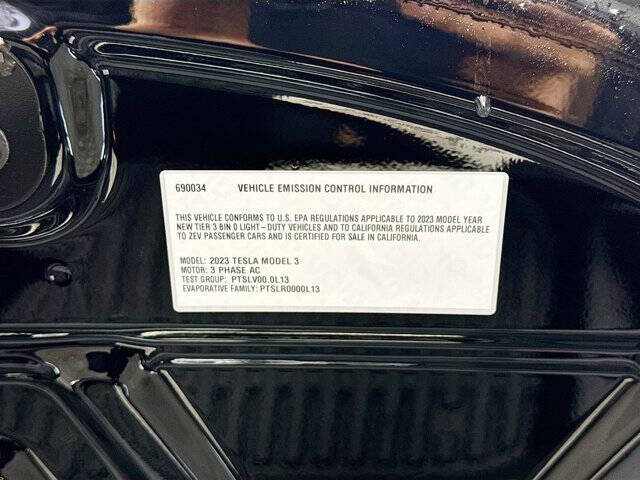 690034 VEHICLE EMISSION CONTROL INFORMATION
THIS VEHICLE CONFORMS TO U.S. EPA REGULATIONS APPLICABLE TO 2023 MODEL YEAR
NEW TIER 3 BIN 0 LIGHT-DUTY VEHICLES AND TO CALIFORNIA REGULATIONS APPLICABLE
TO ZEV PASSENGER CARS AND IS CERTIFIED FOR SALE IN CALIFORNIA.
MODEL: 2023 TESLA MODEL 3
MOTOR: 3 PHASE AC
TEST GROUP: PTSLV00.0L13
EVAPORATIVE FAMILY: PTSLR0000L13